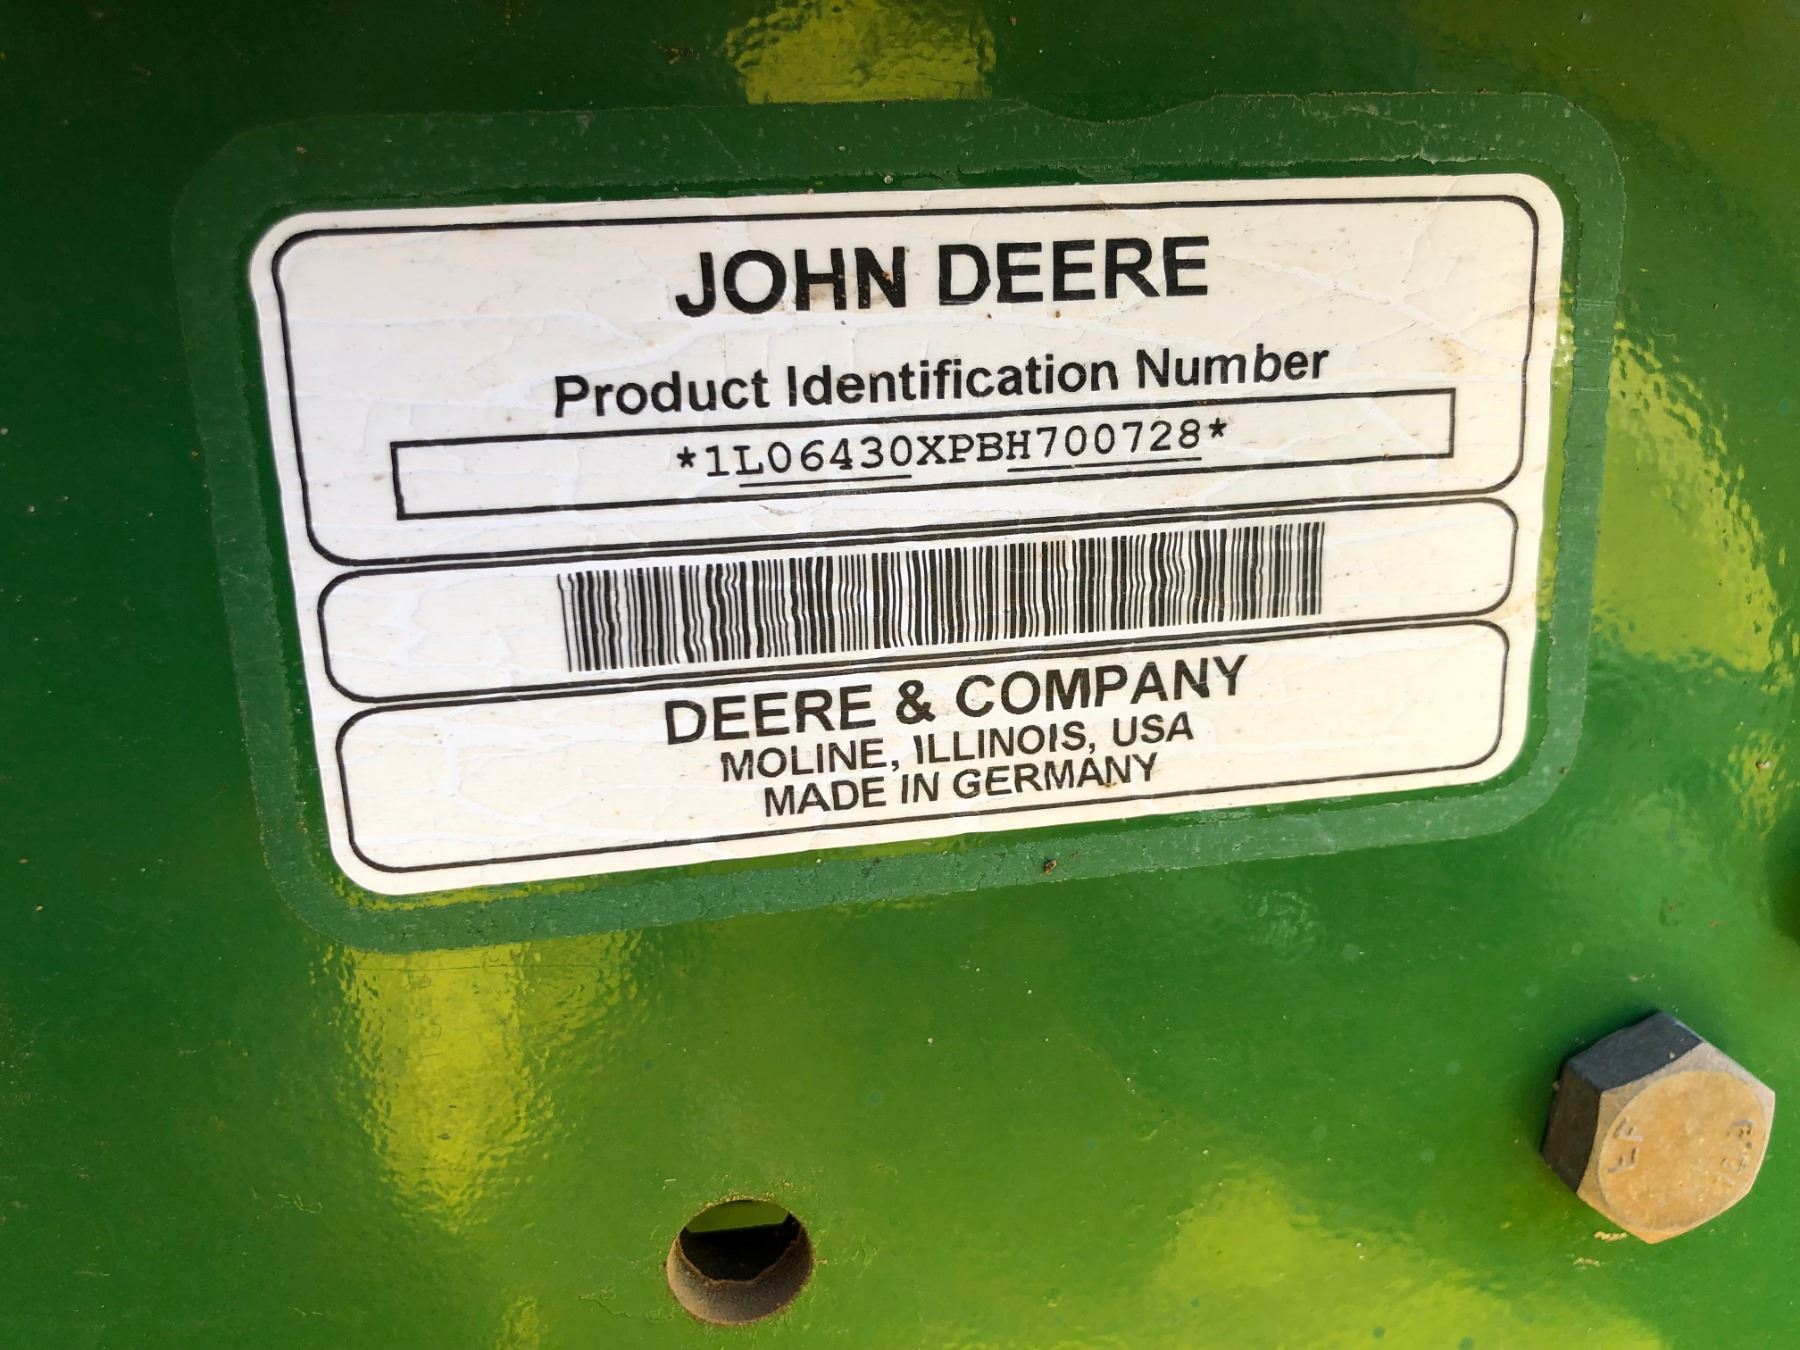 JOHN DEERE
Product Identification Number
*1L06430XPBH700728*
DEERE & COMPANY
MOLINE, ILLINOIS, USA
MADE IN GERMANY